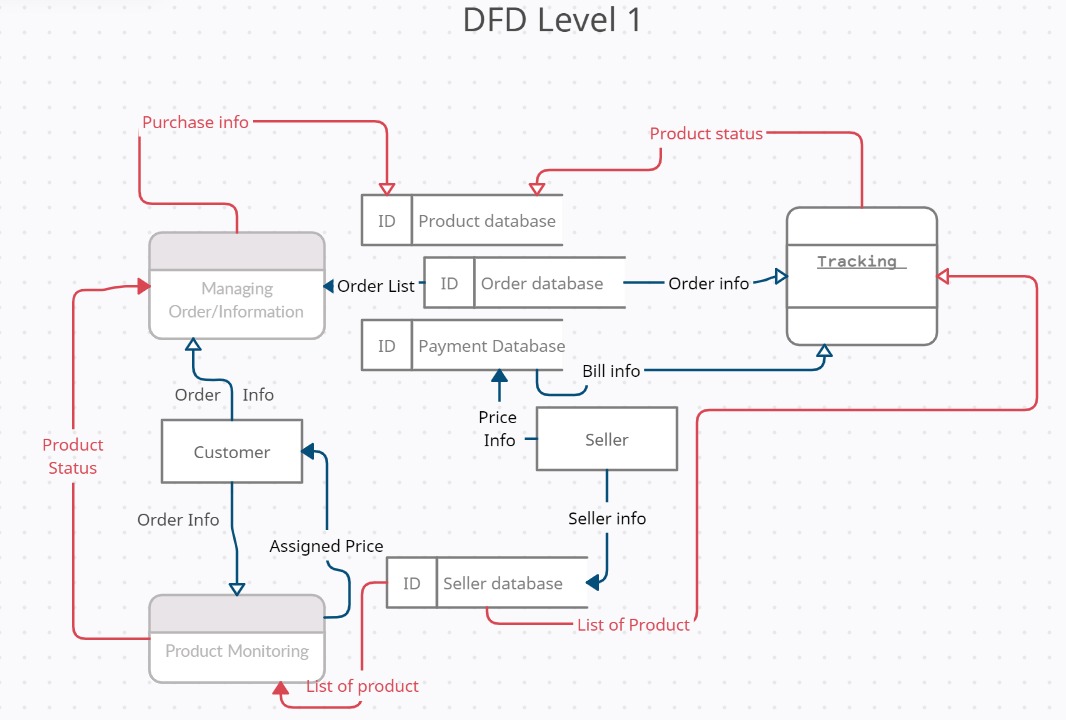 DFD Level 1
Purchase info
Product status
ID
Product database
Tracking
Managing
Order/Information
Order List
ID
Order database
Order info
ID
Payment Database
Bill info
Order
Info
Price
Info
Seller
Product
Status
Customer
Order Info
Seller info
Assigned Price
ID
Seller database
List of Product
Product Monitoring
List of product